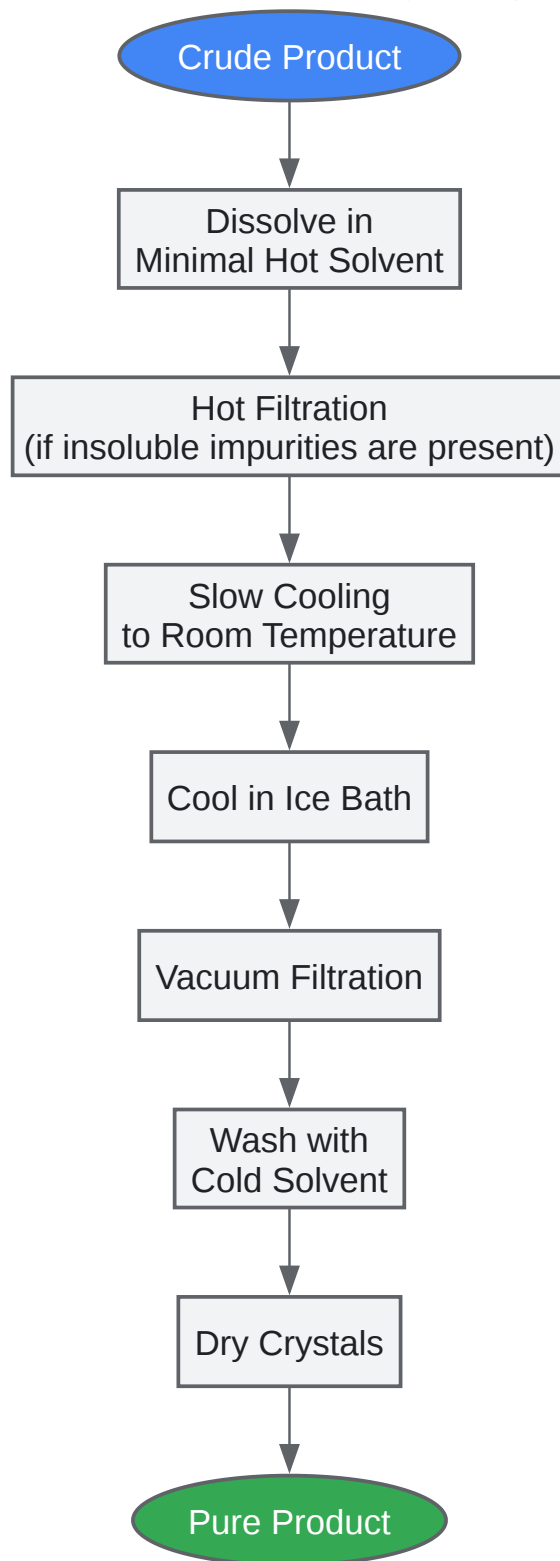 Crude Product
Dissolve in
Minimal Hot Solvent
Hot Filtration
(if insoluble impurities are present)
Slow Cooling
to Room Temperature
Cool in Ice Bath
Vacuum Filtration
Wash with
Cold Solvent
Dry Crystals
Pure Product